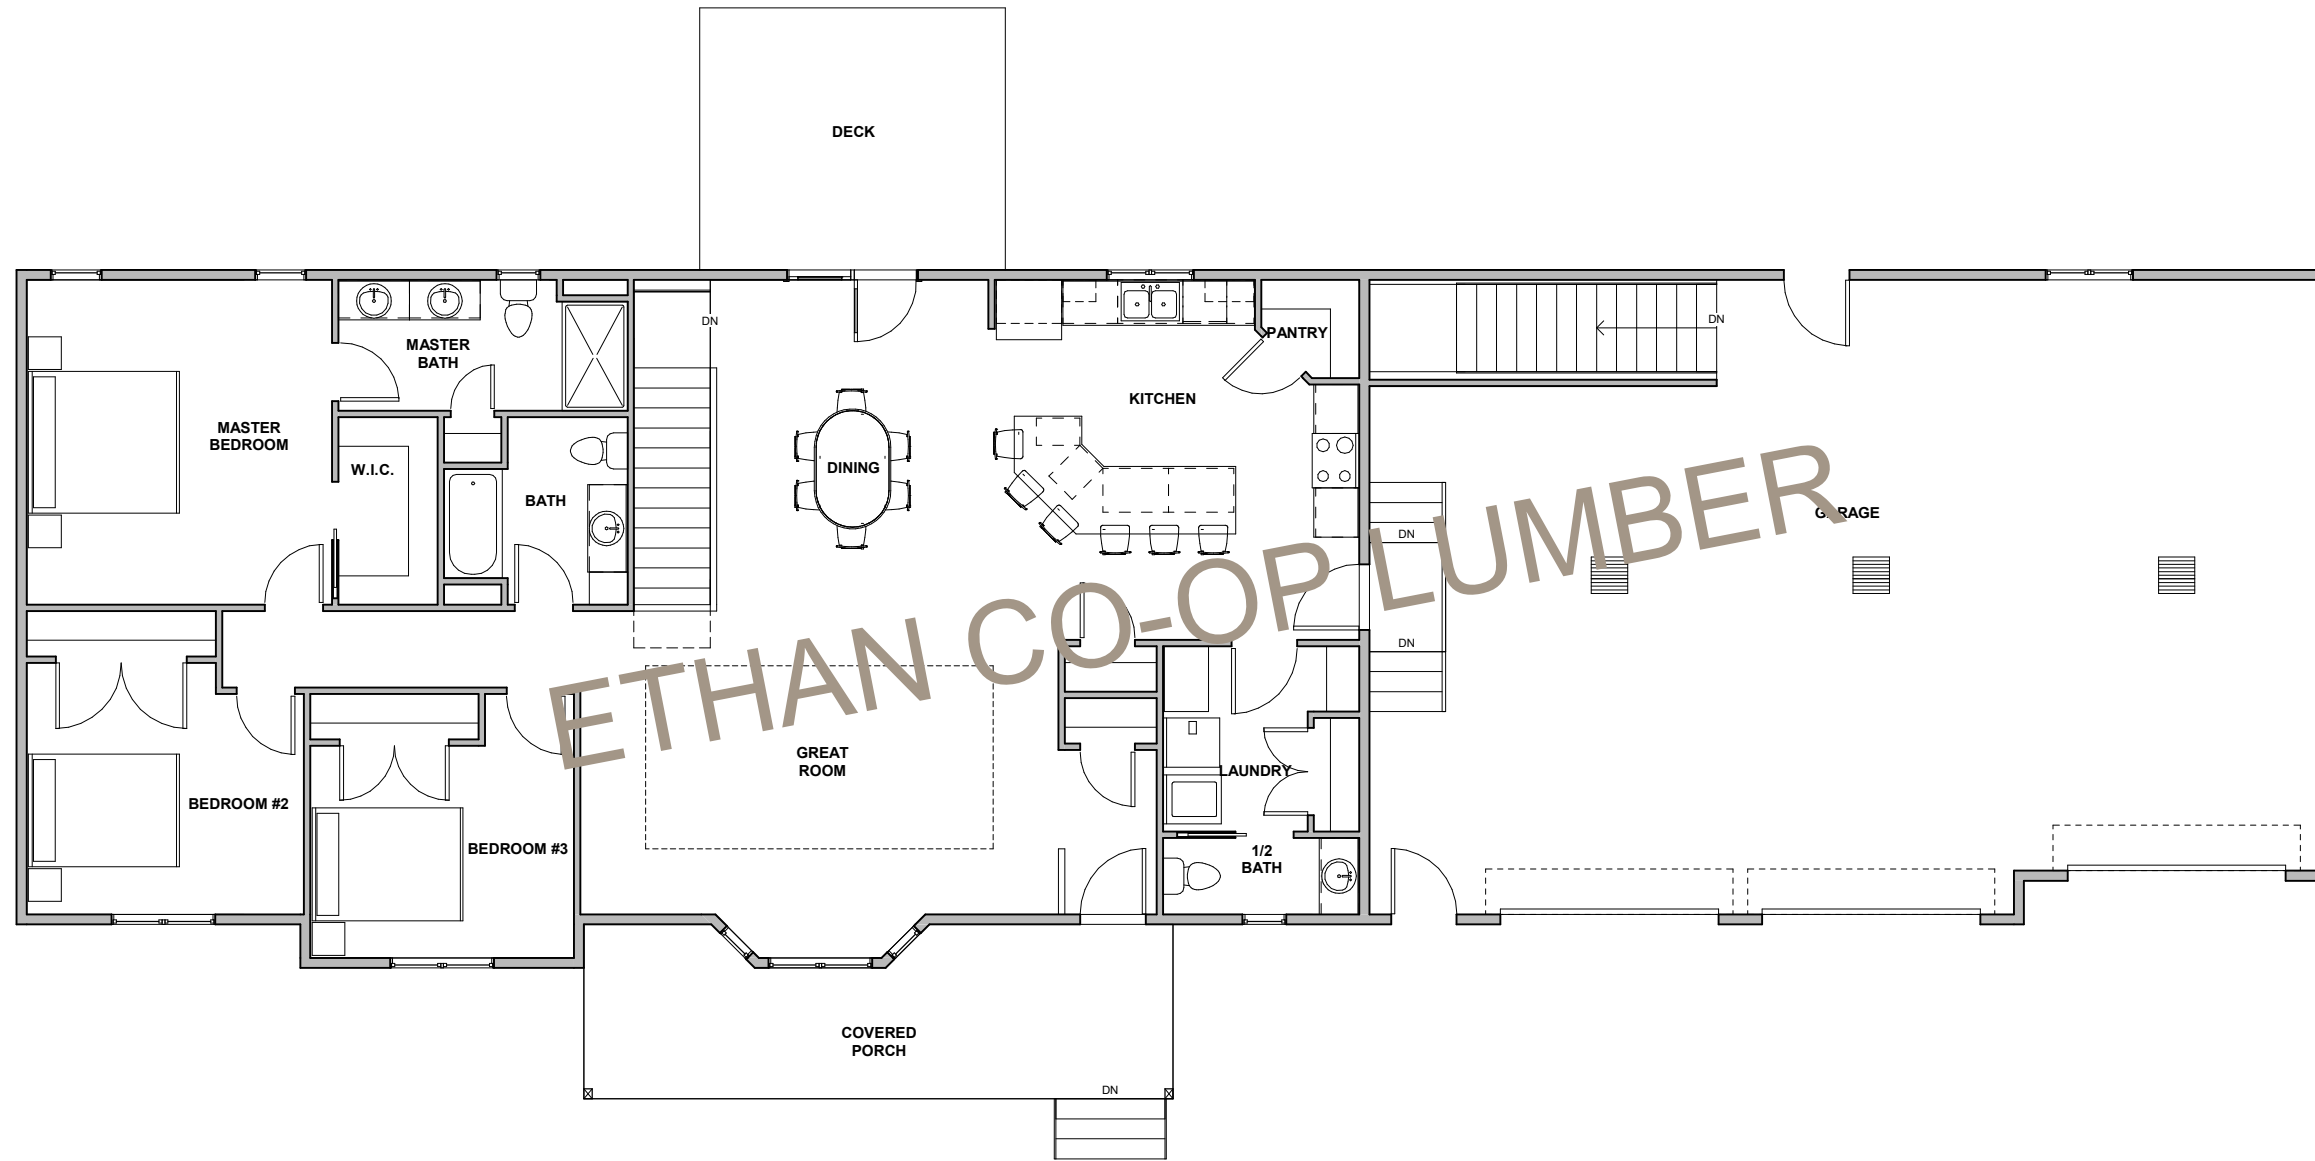 DECK
DN
DN
PANTRY
MASTER
BATH
KITCHEN
MASTER
BEDROOM
W.I.C.
DINING
BATH
GARAGE
DN
ETHAN CO-OP LUMBER
DN
GREAT
ROOM
LAUNDRY
BEDROOM #2
BEDROOM #3
1/2
BATH
COVERED
PORCH
DN